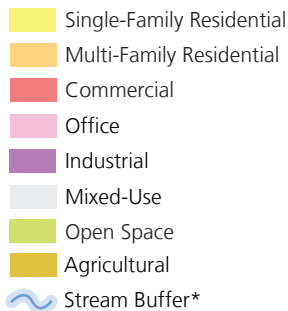 Single-Family Residential
Multi-Family Residential
Commercial
Office
Industrial
Mixed-Use
Open Space
Agricultural
Stream Buffer*